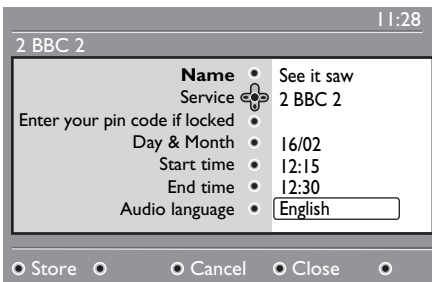 11:28
2 BBC 2
Name See it saw
Service 2 BBC 2
Enter your pin code if locked
Day & Month 16/02
Start time 12:15
End time 12:30
Audio language English
Store Cancel Close